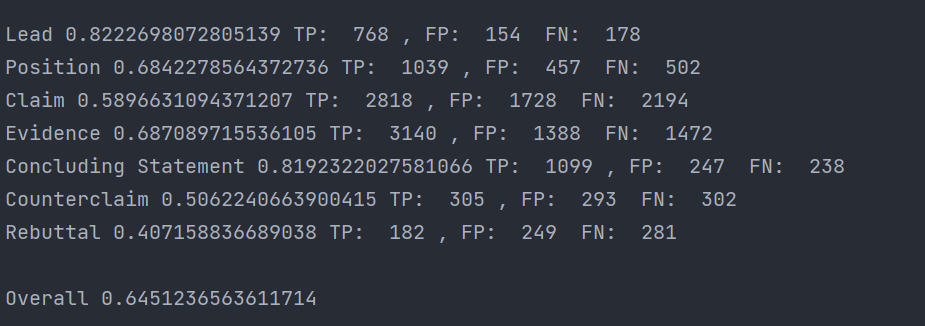 Lead 0.8222698072805139 TP:  768 , FP:  154  FN:  178
Position 0.6842278564372736 TP:  1039 , FP:  457  FN:  502
Claim 0.5896631094371207 TP:  2818 , FP:  1728  FN:  2194
Evidence 0.687089715536105 TP:  3140 , FP:  1388  FN:  1472
Concluding Statement 0.8192322027581066 TP:  1099 , FP:  247  FN:  238
Counterclaim 0.5062240663900415 TP:  305 , FP:  293  FN:  302
Rebuttal 0.407158836689038 TP:  182 , FP:  249  FN:  281
Overall 0.6451236563611714